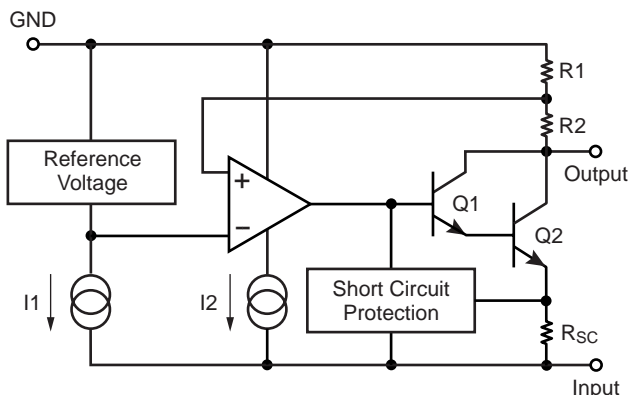 GND
R1
R2
Reference
Voltage
Output
+
−
Q1
Q2
I1
I2
Short Circuit
Protection
RSC
Input